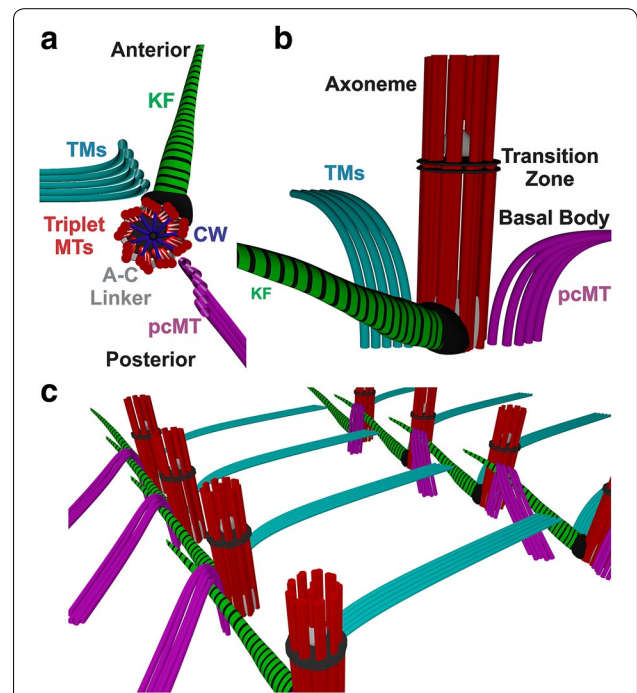 a
Anterior
KF
TMs
Triplet
MTs
CW
A-C
Linker
pcMT
Posterior
b
Axoneme
TMs
Transition
Zone
Basal Body
KF
pcMT
c